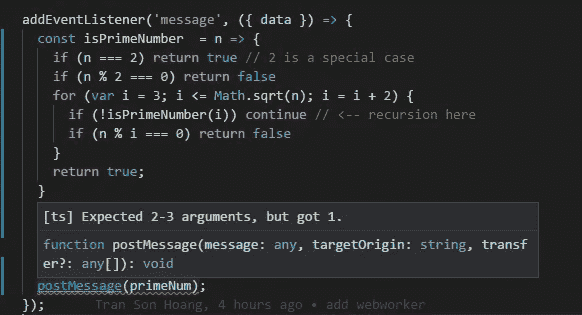 addEventListener('message', ({ data }) => {
const isPrimeNumber  = n => {
if (n === 2) return true // 2 is a special case
if (n % 2 === 0) return false
for (var i = 3; i <= Math.sqrt(n); i = i + 2) {
if (!isPrimeNumber(i)) continue // <-- recursion here
if (n % i === 0) return false
}
return true;
}
[ts] Expected 2-3 arguments, but got 1.
function postMessage(message: any, targetOrigin: string, transf
er?: any[]): void
postMessage(primeNum);
}); Tran Son Hoang, 4 hours ago • add webworker